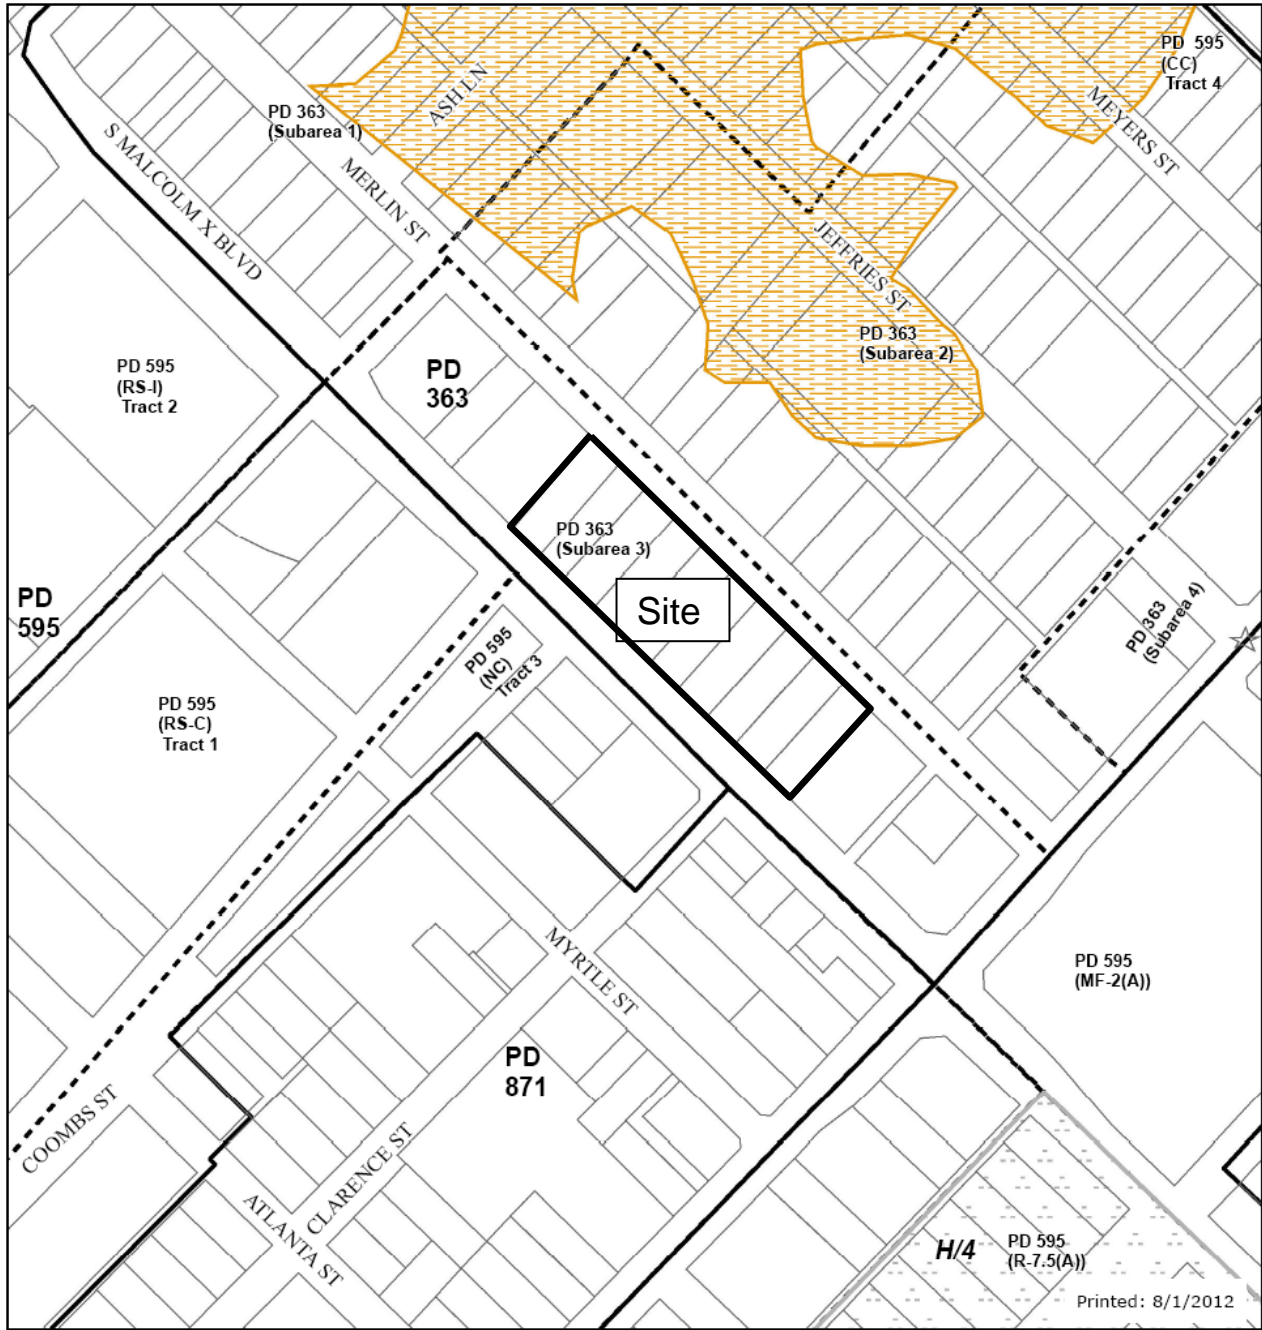 PD 595
(CC)
Tract 4
MEYERS ST
ASH LN
PD 363
(Subarea 1)
S MALCOLM X BLVD
MERLIN ST
JEFFRIES ST
PD 363
(Subarea 2)
PD 595
(RS-I)
Tract 2
PD
363
PD 363
(Subarea 3)
Site
PD 363
(Subarea 4)
PD
595
PD 595
(NC)
Tract 3
PD 595
(RS-C)
Tract 1
MYRTLE ST
PD 595
(MF-2(A))
PD
871
COOMBS ST
CLARENCE ST
ATLANTA ST
H/4
PD 595
(R-7.5(A))
Printed: 8/1/2012